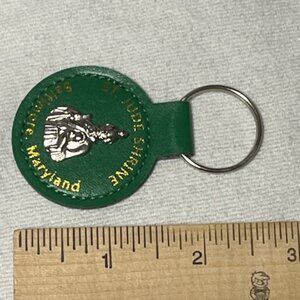 ST JUDE SHRINE
Baltimore
Maryland
1 2 3